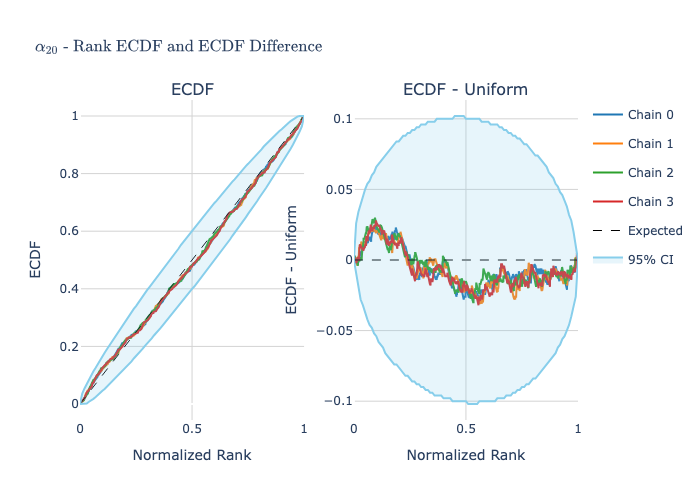 α₂₀ - Rank ECDF and ECDF Difference
ECDF
ECDF
0
0.2
0.4
0.6
0.8
1
0
0.5
1
Normalized Rank
ECDF - Uniform
ECDF - Uniform
−0.1
−0.05
0
0.05
0.1
0
0.5
1
Normalized Rank
Chain 0
Chain 1
Chain 2
Chain 3
Expected
95% CI